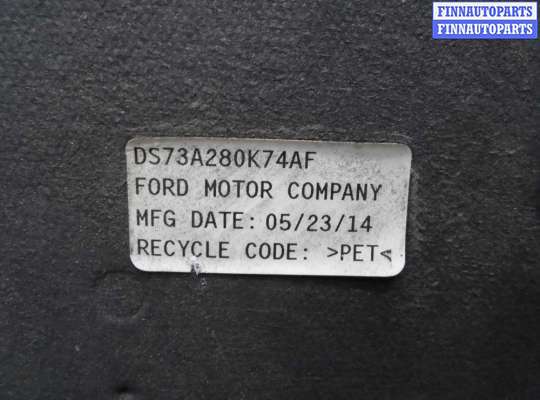 FINNAUTOPARTS
FINNAUTOPARTS
DS73A280K74AF
FORD MOTOR COMPANY
MFG DATE: 05/23/14
RECYCLE CODE: >PET<